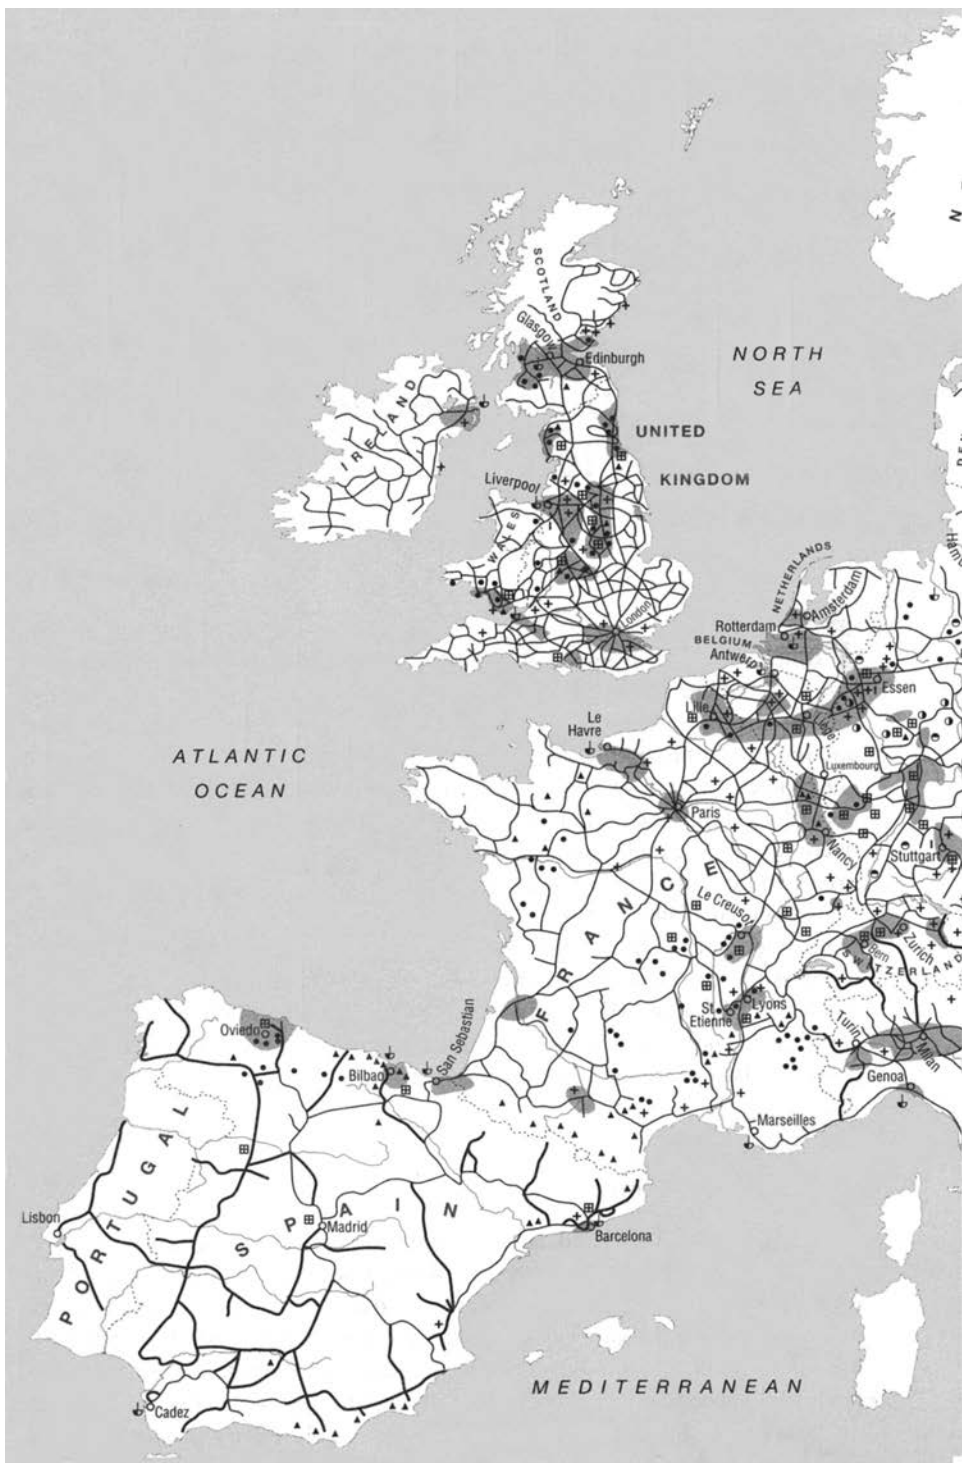 SCOTLAND
Glasgow
Edinburgh
NORTH
SEA
IRELAND
UNITED
KINGDOM
Liverpool
WALES
London
NETHERLANDS
Amsterdam
Rotterdam
BELGIUM
Antwerp
Essen
Lille
Liège
Le
Havre
Luxembourg
ATLANTIC
OCEAN
Paris
Nancy
Stuttgart
FRANCE
Le Creusot
Bern
Zürich
SWITZERLAND
St
Etienne
Lyons
Turin
Milan
Genoa
Oviedo
Bilbao
San Sebastian
Marseilles
PORTUGAL
Lisbon
SPAIN
Madrid
Barcelona
MEDITERRANEAN
Cadez